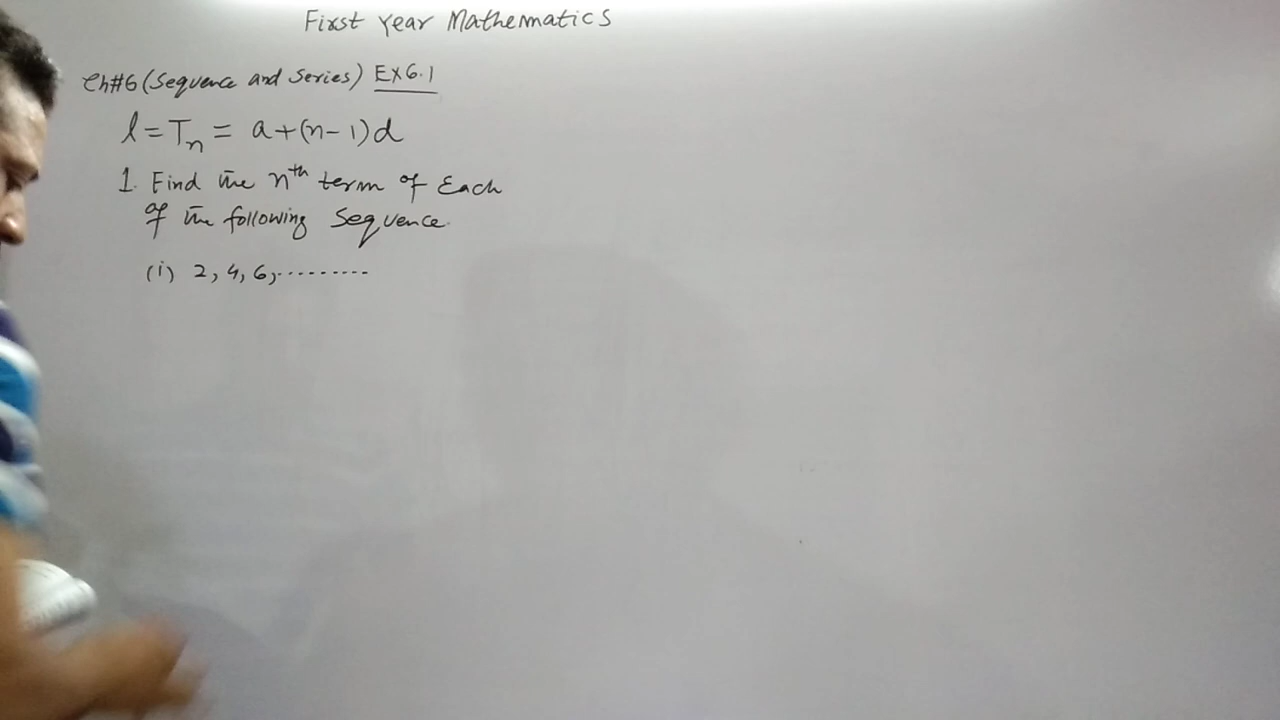 First Year Mathematics
Ch#6 (Sequence and Series) EX 6.1
l = Tn = a+(n-1)d
1. Find the nth term of Each
of the following Sequence.
(i) 2, 4, 6, ---------